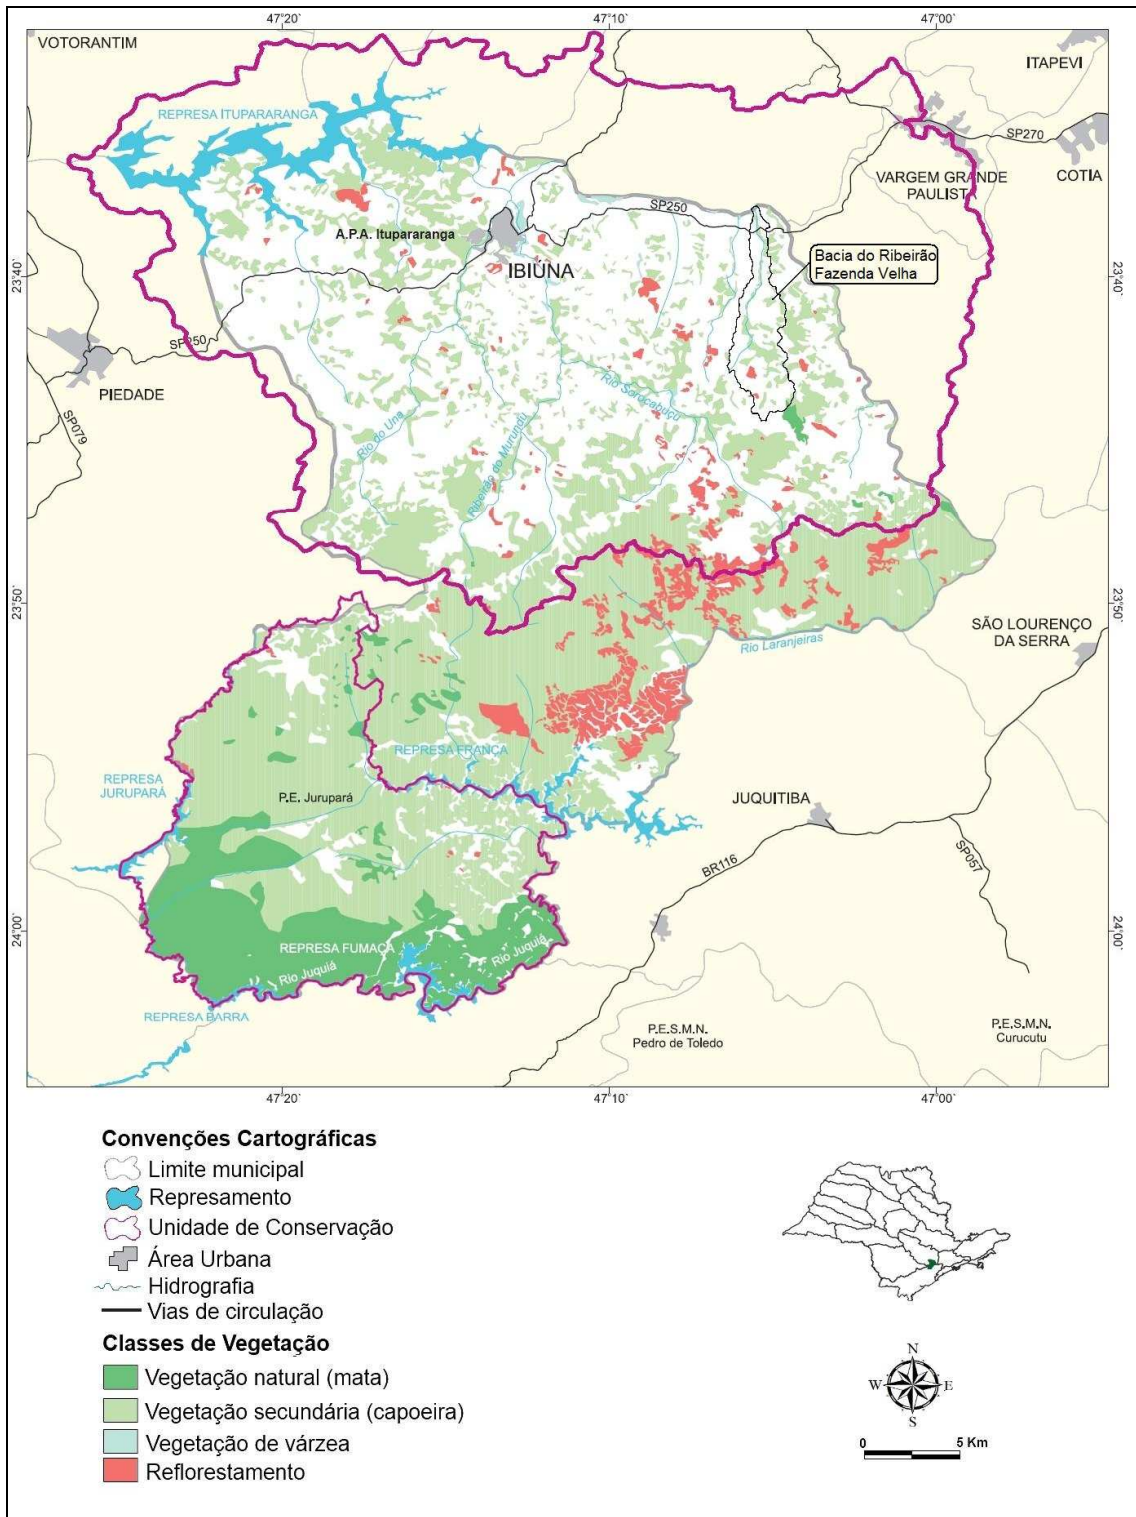 47°20`
47°10`
47°00`
VOTORANTIM
ITAPEVI
REPRESA ITUPARARANGA
SP270
VARGEM GRANDE
PAULIST
COTIA
SP250
A.P.A. Itupararanga
IBIÚNA
Bacia do Ribeirão
Fazenda Velha
23°40`
23°40`
SP250
PIEDADE
SP079
Rio Sorocabuçu
Rio do Una
Ribeirão do Murundu
23°50`
23°50`
SÃO LOURENÇO
DA SERRA
Rio Laranjeiras
REPRESA FRANÇA
REPRESA
JURUPARÁ
P.E. Jurupará
JUQUITIBA
BR116
SP057
24°00`
24°00`
REPRESA FUMAÇA
Rio Juquiá
Rio Juquiá
REPRESA BARRA
P.E.S.M.N.
Pedro de Toledo
P.E.S.M.N.
Curucutu
47°20`
47°10`
47°00`
Convenções Cartográficas
Limite municipal
Represamento
Unidade de Conservação
Área Urbana
Hidrografia
Vias de circulação
Classes de Vegetação
Vegetação natural (mata)
Vegetação secundária (capoeira)
Vegetação de várzea
Reflorestamento
N
W
E
S
0
5 Km